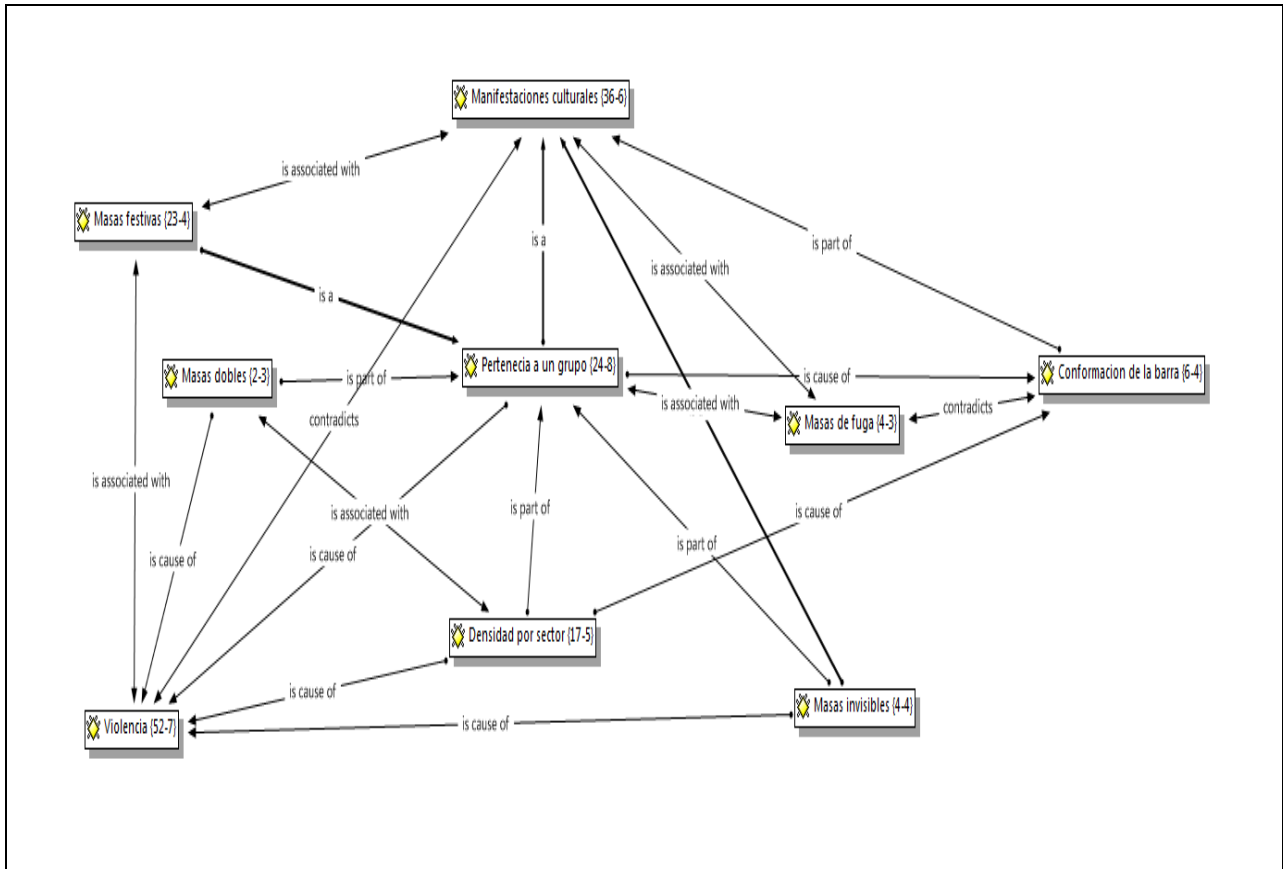 Manifestaciones culturales {36-6}
is associated with
Masas festivas {23-4}
is a
is part of
is associated with
is a
Pertenecia a un grupo {24-8}
Masas dobles {2-3}
is part of
is cause of
Conformacion de la barra {6-4}
is associated with
Masas de fuga {4-3}
contradicts
contradicts
is associated with
is associated with
is part of
is cause of
is part of
is cause of
is cause of
Densidad por sector {17-5}
is cause of
Masas invisibles {4-4}
Violencia {52-7}
is cause of